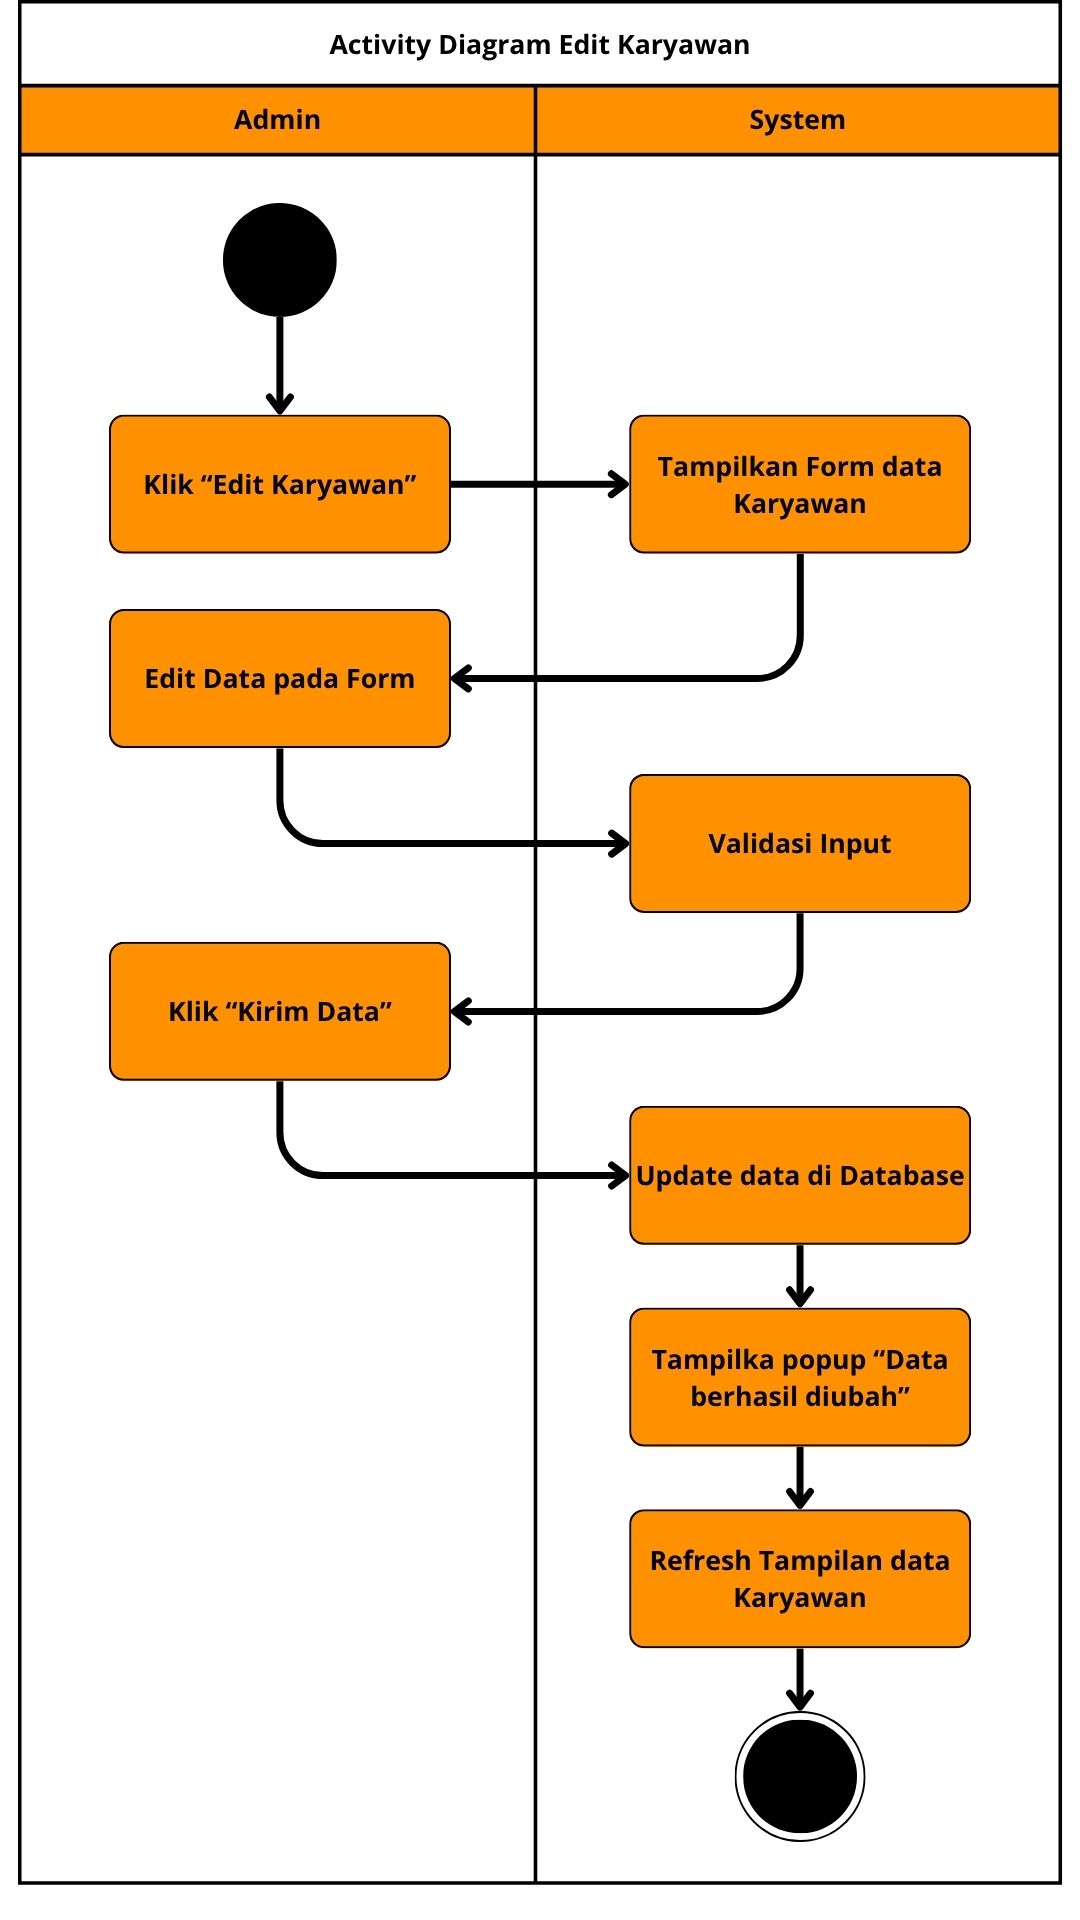 Activity Diagram Edit Karyawan
Admin
System
Klik “Edit Karyawan”
Tampilkan Form data
Karyawan
Edit Data pada Form
Validasi Input
Klik “Kirim Data”
Update data di Database
Tampilka popup “Data
berhasil diubah”
Refresh Tampilan data
Karyawan